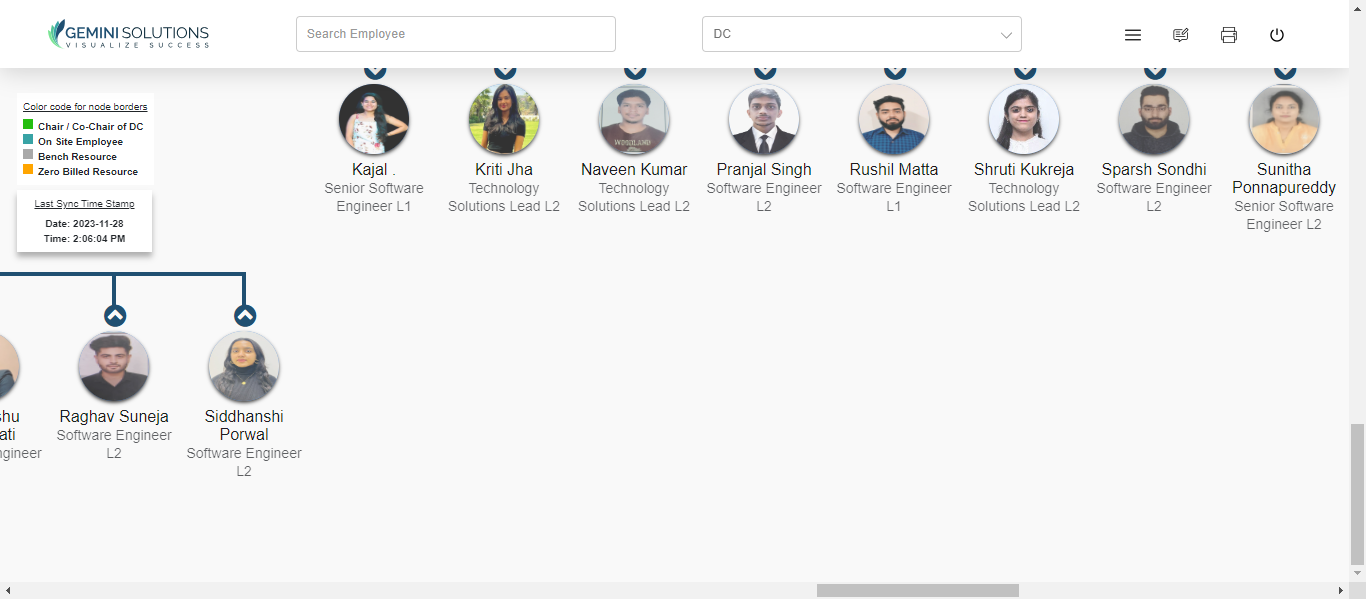 GEMINI SOLUTIONS
VISUALIZE SUCCESS
Search Employee
DC
Color code for node borders
Chair / Co-Chair of DC
On Site Employee
Bench Resource
Zero Billed Resource
Last Sync Time Stamp
Date: 2023-11-28
Time: 2:06:04 PM
Kajal .
Senior Software
Engineer L1
Kriti Jha
Technology
Solutions Lead L2
Naveen Kumar
Technology
Solutions Lead L2
Pranjal Singh
Software Engineer
L2
Rushil Matta
Software Engineer
L1
Shruti Kukreja
Technology
Solutions Lead L2
Sparsh Sondhi
Software Engineer
L2
Sunitha
Ponnapureddy
Senior Software
Engineer L2
shu
ati
gineer
Raghav Suneja
Software Engineer
L2
Siddhanshi
Porwal
Software Engineer
L2